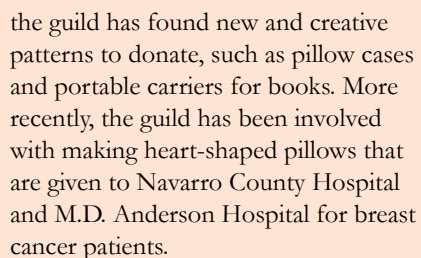 the guild has found new and creative
patterns to donate, such as pillow cases
and portable carriers for books. More
recently, the guild has been involved
with making heart-shaped pillows that
are given to Navarro County Hospital
and M.D. Anderson Hospital for breast
cancer patients.